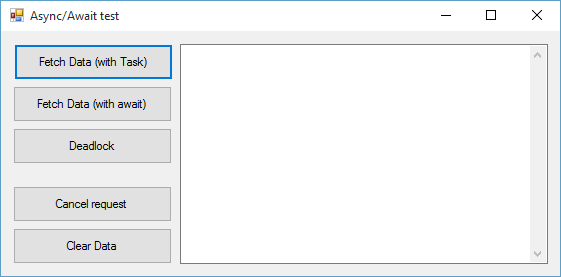 Async/Await test
Fetch Data (with Task)
Fetch Data (with await)
Deadlock
Cancel request
Clear Data